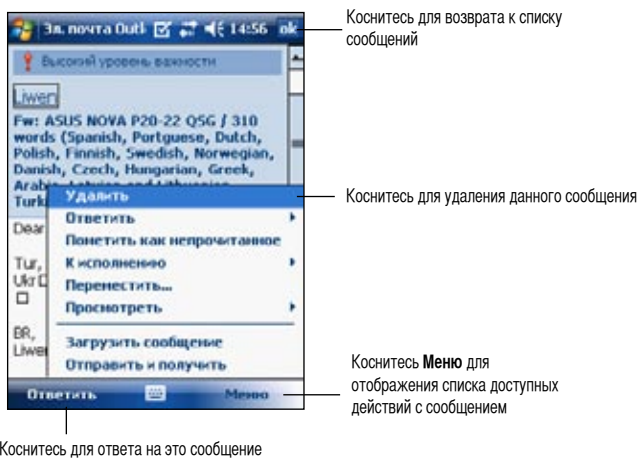 Эл. почта Outl 14:56 ok
Коснитесь для возврата к списку
сообщений
Высокий уровень важности
Liwen
Fw: ASUS NOVA P20-22 QSG / 310
words (Spanish, Portguese, Dutch,
Polish, Finnish, Swedish, Norwegian,
Danish, Czech, Hungarian, Greek,
Turk
Удалить
Коснитесь для удаления данного сообщения
Ответить
Dear
Пометить как непрочитанное
Tur,
К исполнению
Ukr
Переместить...
Просмотреть
BR,
Загрузить сообщение
Liwen
Отправить и получить
Коснитесь Меню для
отображения списка доступных
действий с сообщением
Ответить Меню
Коснитесь для ответа на это сообщение